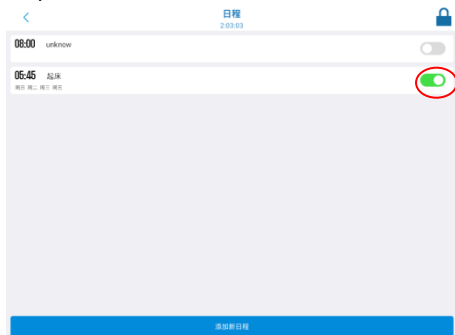 日程
2:03:03
08:00 unknow
05:45 起床
周日 周二 周三 周五
添加新日程